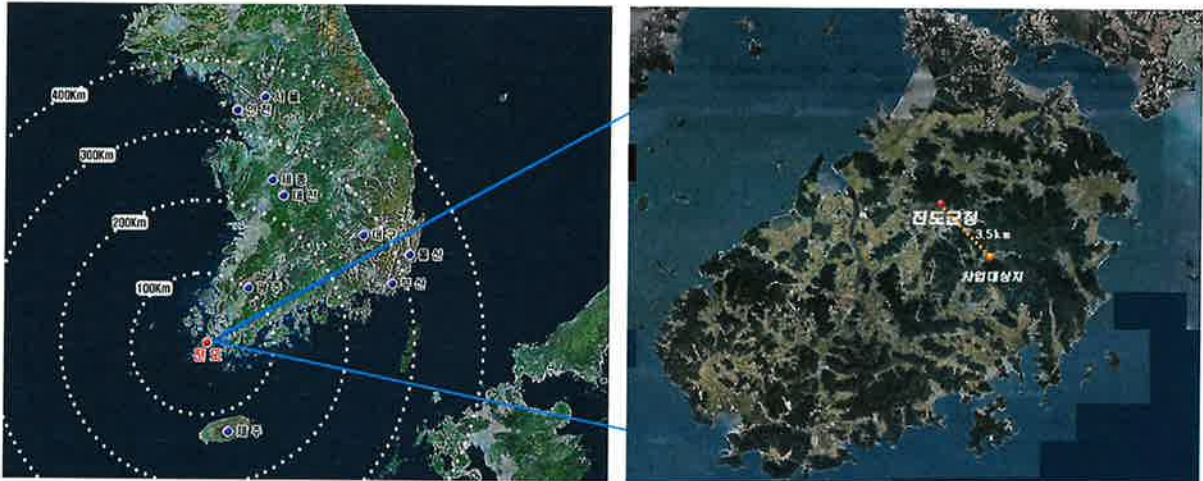 400Km
서울
인천
300Km
세종
대전
200Km
대구
울산
부산
100Km
광주
진도
제주
진도군청
3.5km
사업대상지